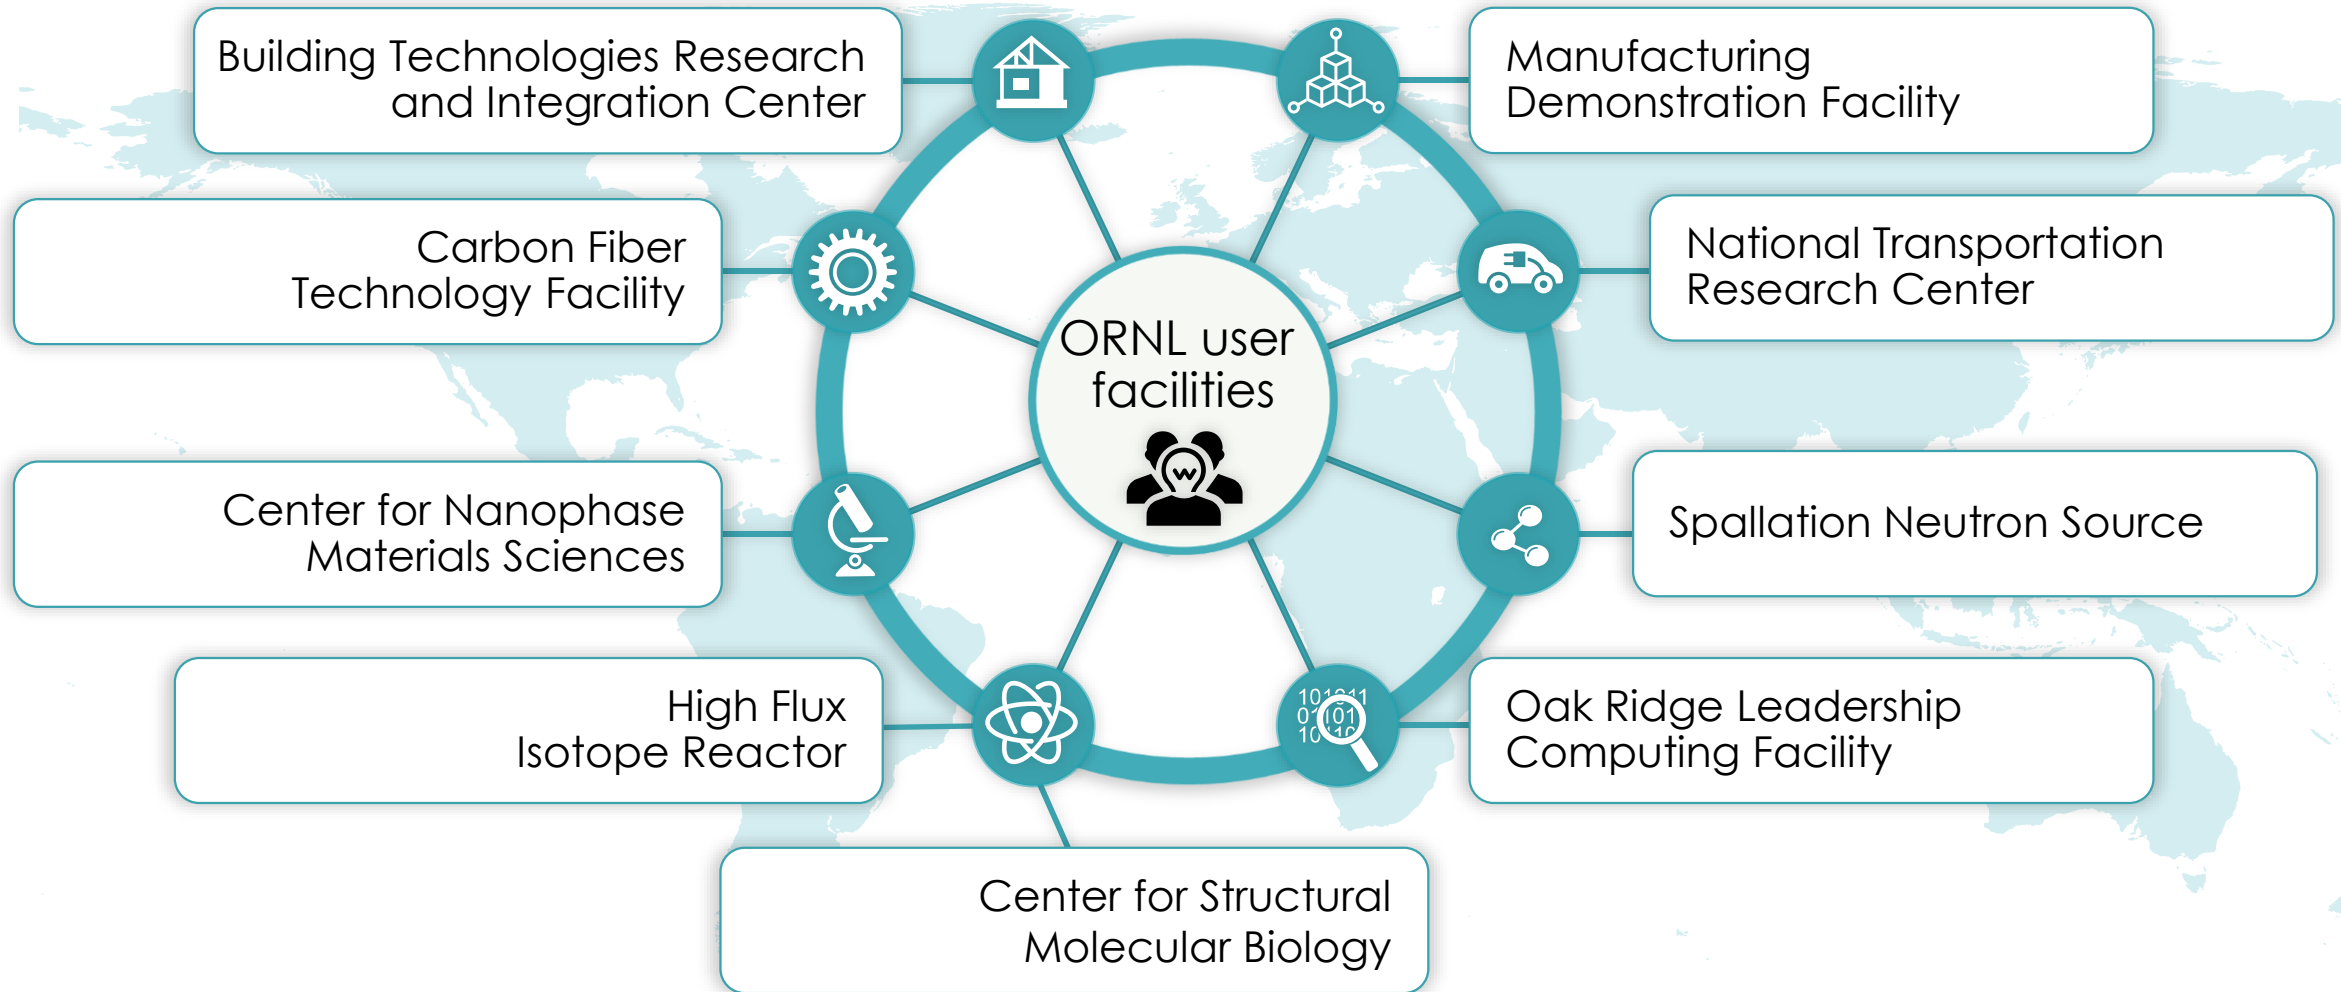 Building Technologies Research
and Integration Center
Manufacturing
Demonstration Facility
Carbon Fiber
Technology Facility
National Transportation
Research Center
ORNL user
facilities
Center for Nanophase
Materials Sciences
Spallation Neutron Source
High Flux
Isotope Reactor
Oak Ridge Leadership
Computing Facility
Center for Structural
Molecular Biology